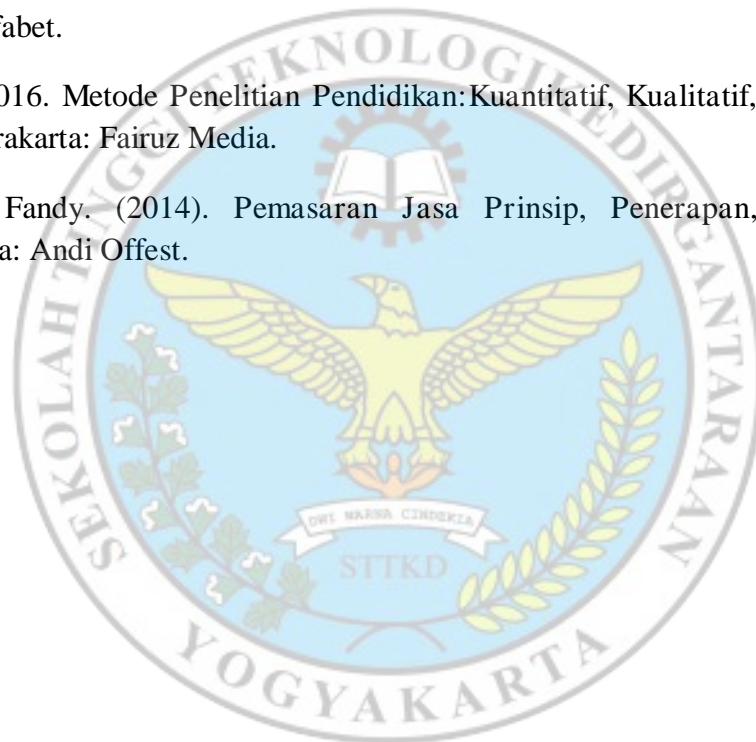 fabet.
016. Metode Penelitian Pendidikan:Kuantitatif, Kualitatif,
rakarta: Fairuz Media.
Fandy. (2014). Pemasaran Jasa Prinsip, Penerapan,
a: Andi Offest.
SEKOLAH TINGGI TEKNOLOGI KEDIRGANTARAAN
DWI WARNA CINDEKIA
STTKD
YOGYAKARTA